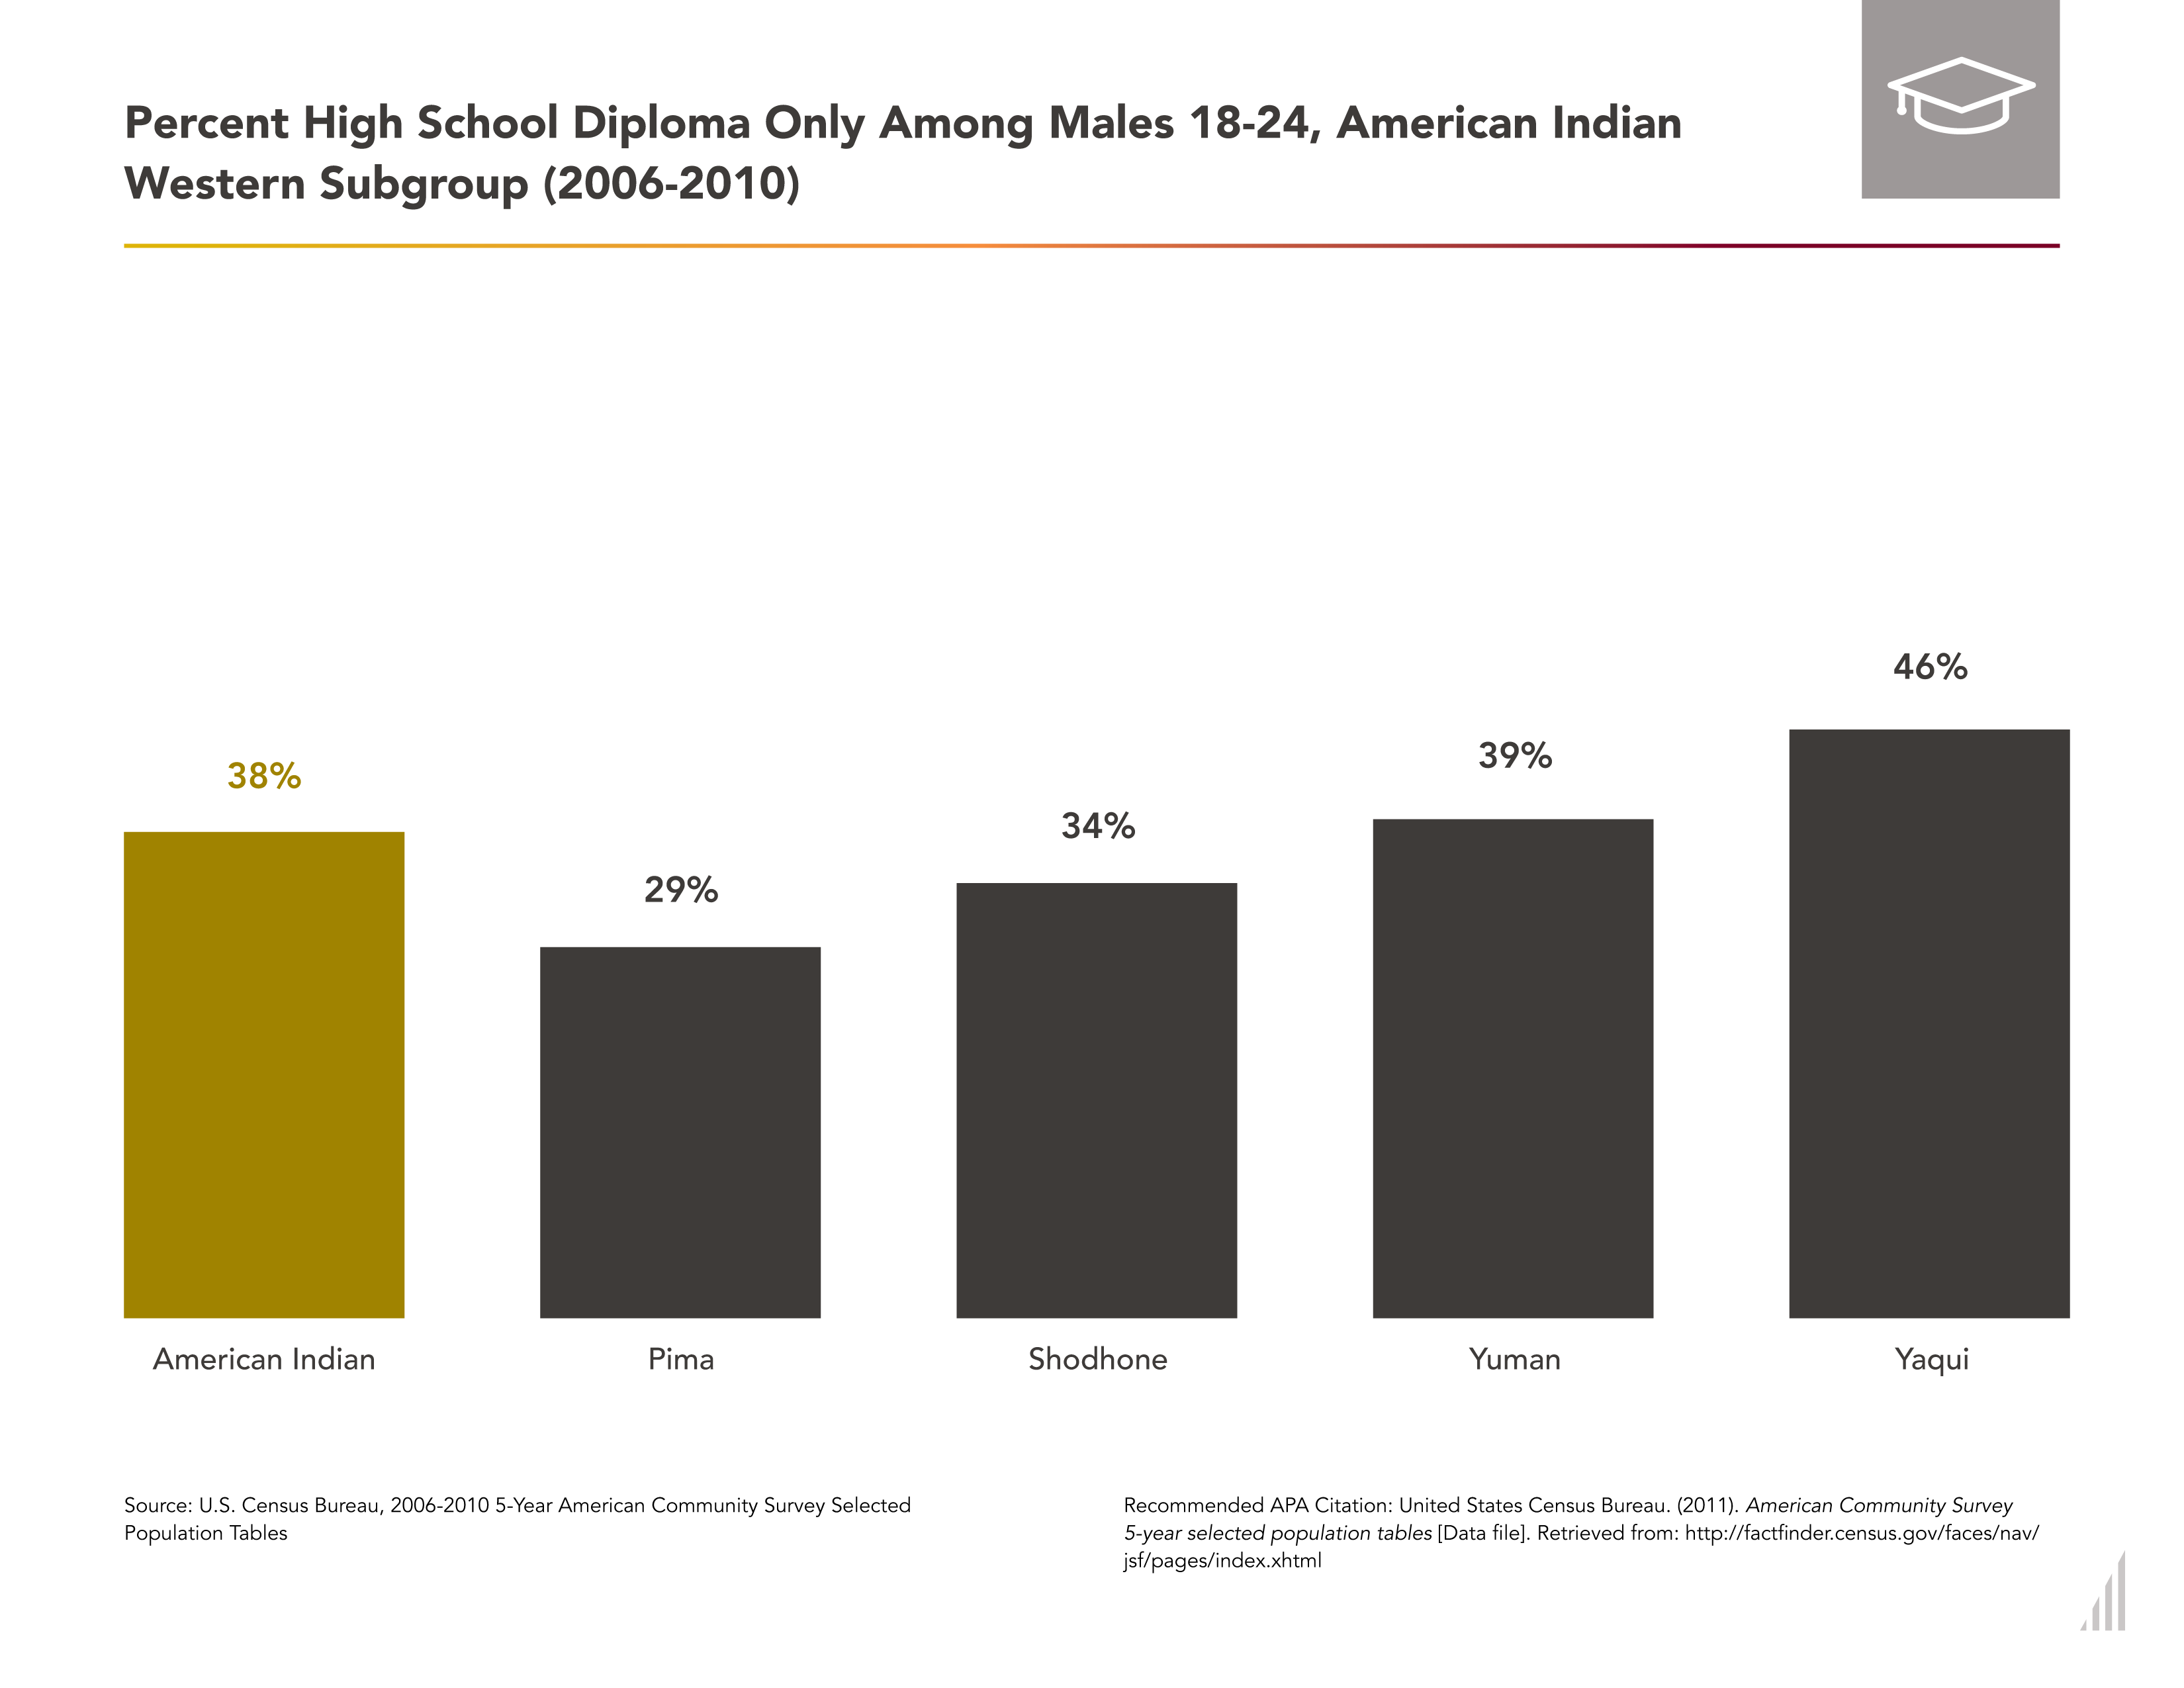 Percent High School Diploma Only Among Males 18-24, American Indian
Western Subgroup (2006-2010)
38%
29%
34%
39%
46%
American Indian
Pima
Shodhone
Yuman
Yaqui
Source: U.S. Census Bureau, 2006-2010 5-Year American Community Survey Selected
Population Tables
Recommended APA Citation: United States Census Bureau. (2011). American Community Survey
5-year selected population tables [Data file]. Retrieved from: http://factfinder.census.gov/faces/nav/
jsf/pages/index.xhtml